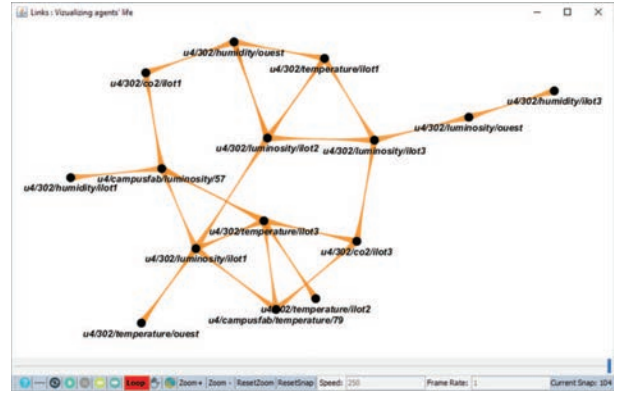 Links : Visualizing agents' life
u4/302/humidity/ouest
u4/302/temperature/ilot1
u4/302/co2/ilot1
u4/302/humidity/ilot3
u4/302/luminosity/ouest
u4/302/luminosity/ilot2
u4/302/luminosity/ilot3
u4/campusfab/luminosity/57
u4/302/humidity/ilot1
u4/302/temperature/ilot3
u4/302/co2/ilot3
u4/302/luminosity/ilot1
u4/302/temperature/ilot2
u4/campusfab/temperature/79
u4/302/temperature/ouest
Loop Zoom + Zoom - ResetZoom ResetSnap Speed: 250 Frame Rate: 1 Current Snap: 104